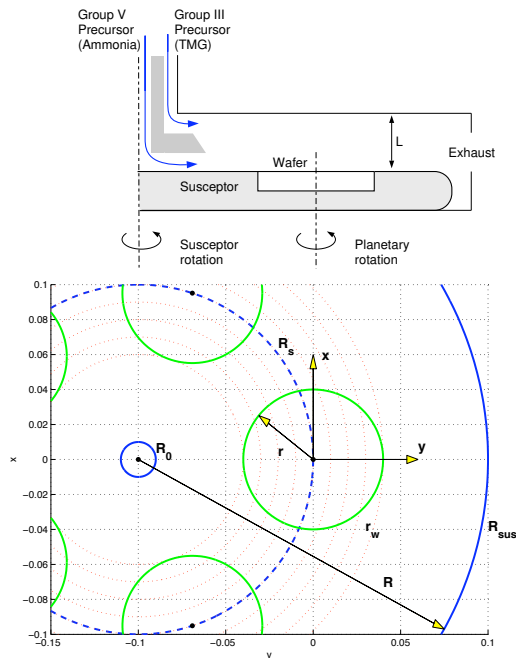 Group V
Precursor
(Ammonia)
Group III
Precursor
(TMG)
L
Exhaust
Wafer
Susceptor
Susceptor
rotation
Planetary
rotation
0.1
0.08
0.06
0.04
0.02
0
−0.02
−0.04
−0.06
−0.08
−0.1
x
R_s
x
R_0
r
y
r_w
R_sus
R
−0.15
−0.1
−0.05
0
0.05
0.1
y